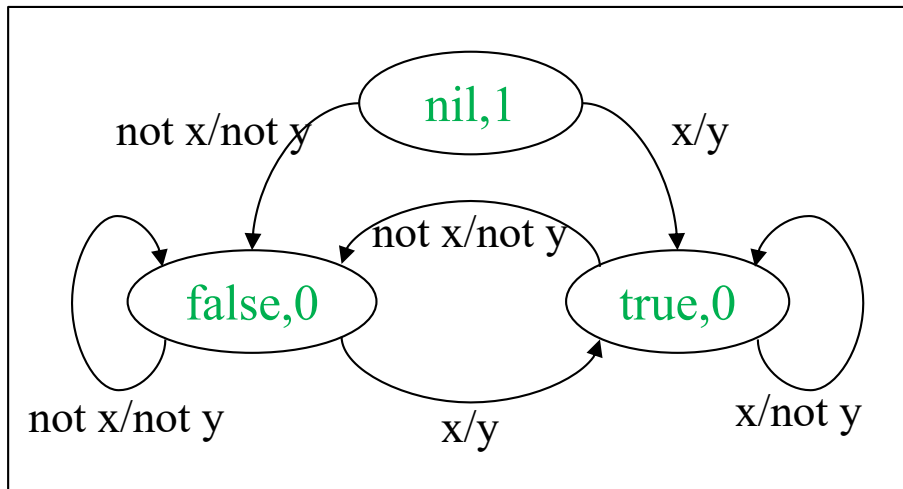 nil,1
not x/not y
x/y
not x/not y
false,0
true,0
not x/not y
x/y
x/not y